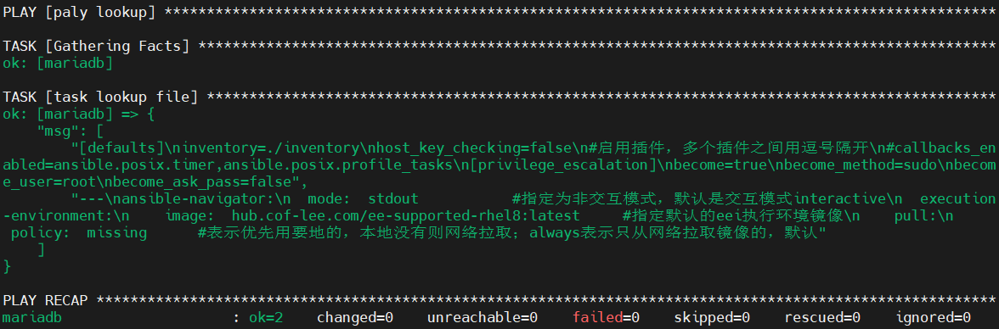 PLAY [paly lookup] **************************************************************************************************
TASK [Gathering Facts] **********************************************************************************************
ok: [mariadb]
TASK [task lookup file] *********************************************************************************************
ok: [mariadb] => {
    "msg": [
        "[defaults]\ninventory=./inventory\nhost_key_checking=false\n#启用插件，多个插件之间用逗号隔开\n#callbacks_en
abled=ansible.posix.timer,ansible.posix.profile_tasks\n[privilege_escalation]\nbecome=true\nbecome_method=sudo\nbecom
e_user=root\nbecome_ask_pass=false",
        "---\nansible-navigator:\n  mode:  stdout           #指定为非交互模式，默认是交互模式interactive\n  execution
-environment:\n    image:  hub.cof-lee.com/ee-supported-rhel8:latest     #指定默认的eei执行环境镜像\n    pull:\n     
 policy:  missing      #表示优先用要地的，本地没有则网络拉取；always表示只从网络拉取镜像的，默认"
    ]
}
PLAY RECAP **********************************************************************************************************
mariadb                    : ok=2    changed=0    unreachable=0    failed=0    skipped=0    rescued=0    ignored=0